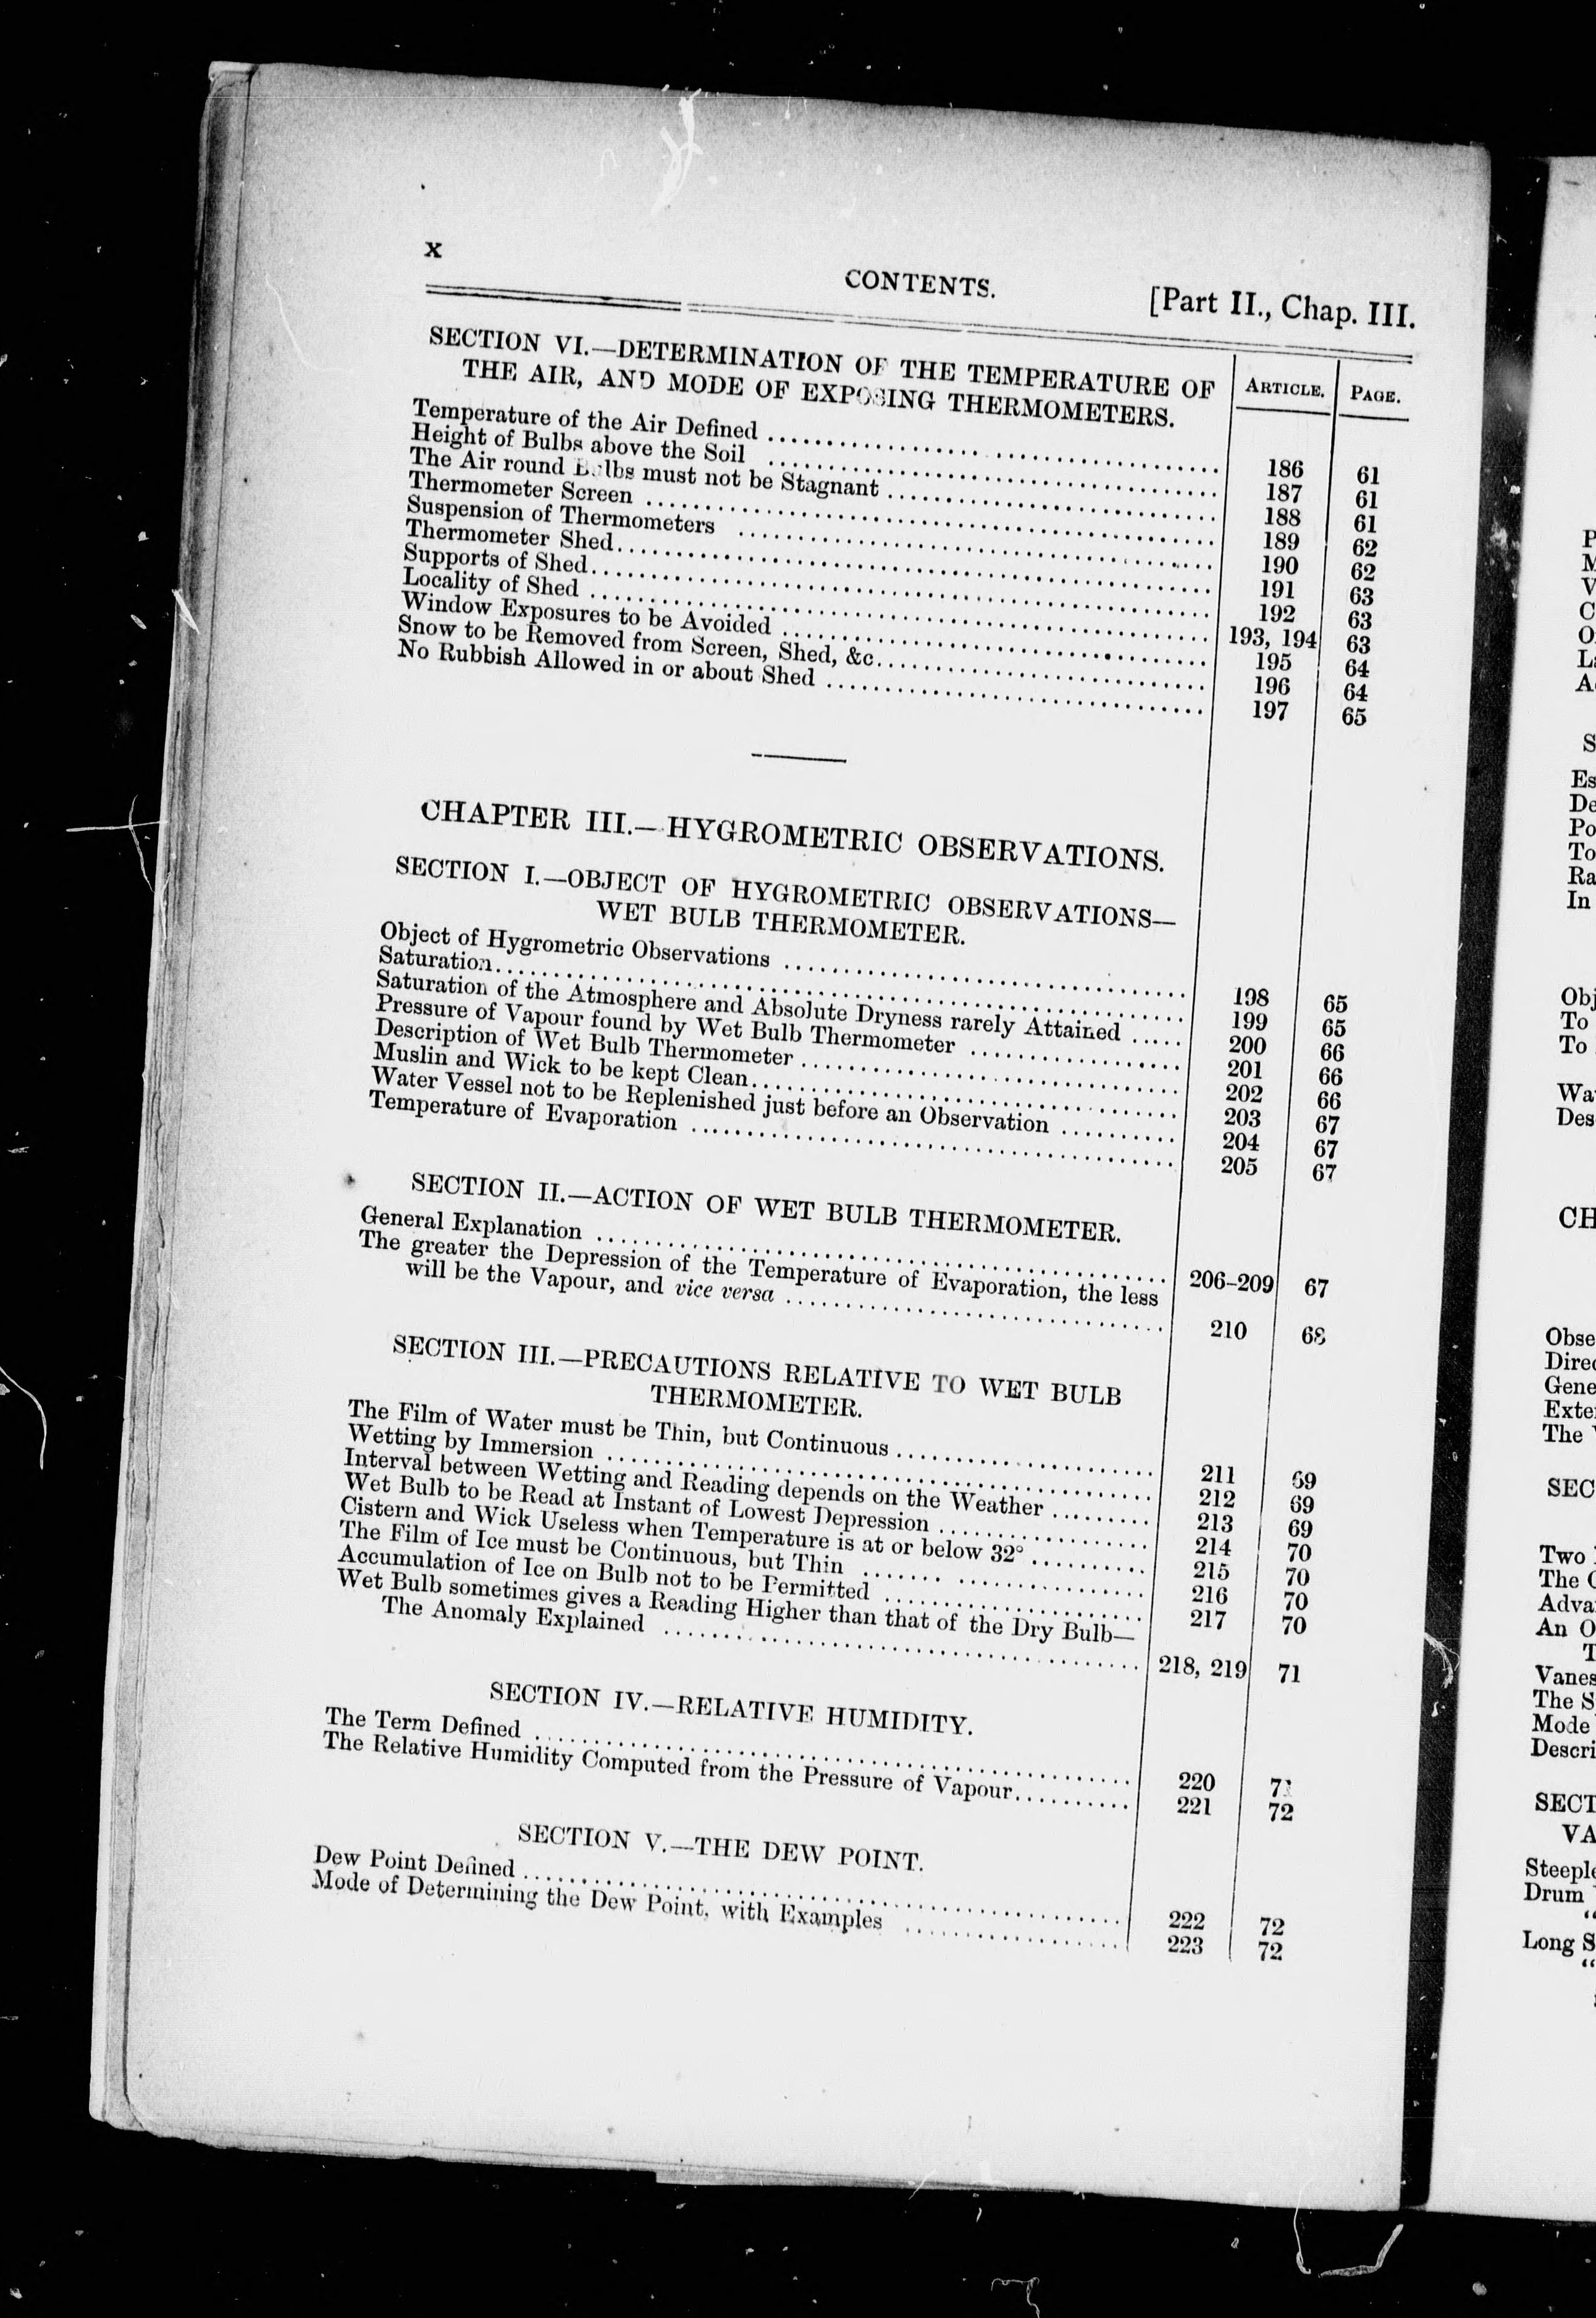 x
CONTENTS.
[Part II., Chap. III.
SECTION VI.—DETERMINATION OF THE TEMPERATURE OF
THE AIR, AND MODE OF EXPOSING THERMOMETERS.
ARTICLE. PAGE.
Temperature of the Air Defined ........ 186 61
Height of Bulbs above the Soil ........ 187 61
The Air round Bulbs must not be Stagnant ........ 188 61
Thermometer Screen ........ 189 62
Suspension of Thermometers ........ 190 62
Thermometer Shed ........ 191 63
Supports of Shed ........ 192 63
Locality of Shed ........ 193, 194 63
Window Exposures to be Avoided ........ 195 64
Snow to be Removed from Screen, Shed, &c. ........ 196 64
No Rubbish Allowed in or about Shed ........ 197 65
CHAPTER III.—HYGROMETRIC OBSERVATIONS.
SECTION I.—OBJECT OF HYGROMETRIC OBSERVATIONS—
WET BULB THERMOMETER.
Object of Hygrometric Observations ........ 198 65
Saturation ........ 199 65
Saturation of the Atmosphere and Absolute Dryness rarely Attained ..... 200 66
Pressure of Vapour found by Wet Bulb Thermometer ........ 201 66
Description of Wet Bulb Thermometer ........ 202 66
Muslin and Wick to be kept Clean ........ 203 67
Water Vessel not to be Replenished just before an Observation ........ 204 67
Temperature of Evaporation ........ 205 67
SECTION II.—ACTION OF WET BULB THERMOMETER.
General Explanation ........ 206-209 67
The greater the Depression of the Temperature of Evaporation, the less
will be the Vapour, and vice versa ........ 210 68
SECTION III.—PRECAUTIONS RELATIVE TO WET BULB
THERMOMETER.
The Film of Water must be Thin, but Continuous ........ 211 69
Wetting by Immersion ........ 212 69
Interval between Wetting and Reading depends on the Weather ........ 213 69
Wet Bulb to be Read at Instant of Lowest Depression ........ 214 70
Cistern and Wick Useless when Temperature is at or below 32° ........ 215 70
The Film of Ice must be Continuous, but Thin ........ 216 70
Accumulation of Ice on Bulb not to be Permitted ........ 217 70
Wet Bulb sometimes gives a Reading Higher than that of the Dry Bulb—
The Anomaly Explained ........ 218, 219 71
SECTION IV.—RELATIVE HUMIDITY.
The Term Defined ........ 220 71
The Relative Humidity Computed from the Pressure of Vapour ........ 221 72
SECTION V.—THE DEW POINT.
Dew Point Defined ........ 222 72
Mode of Determining the Dew Point, with Examples ........ 223 72